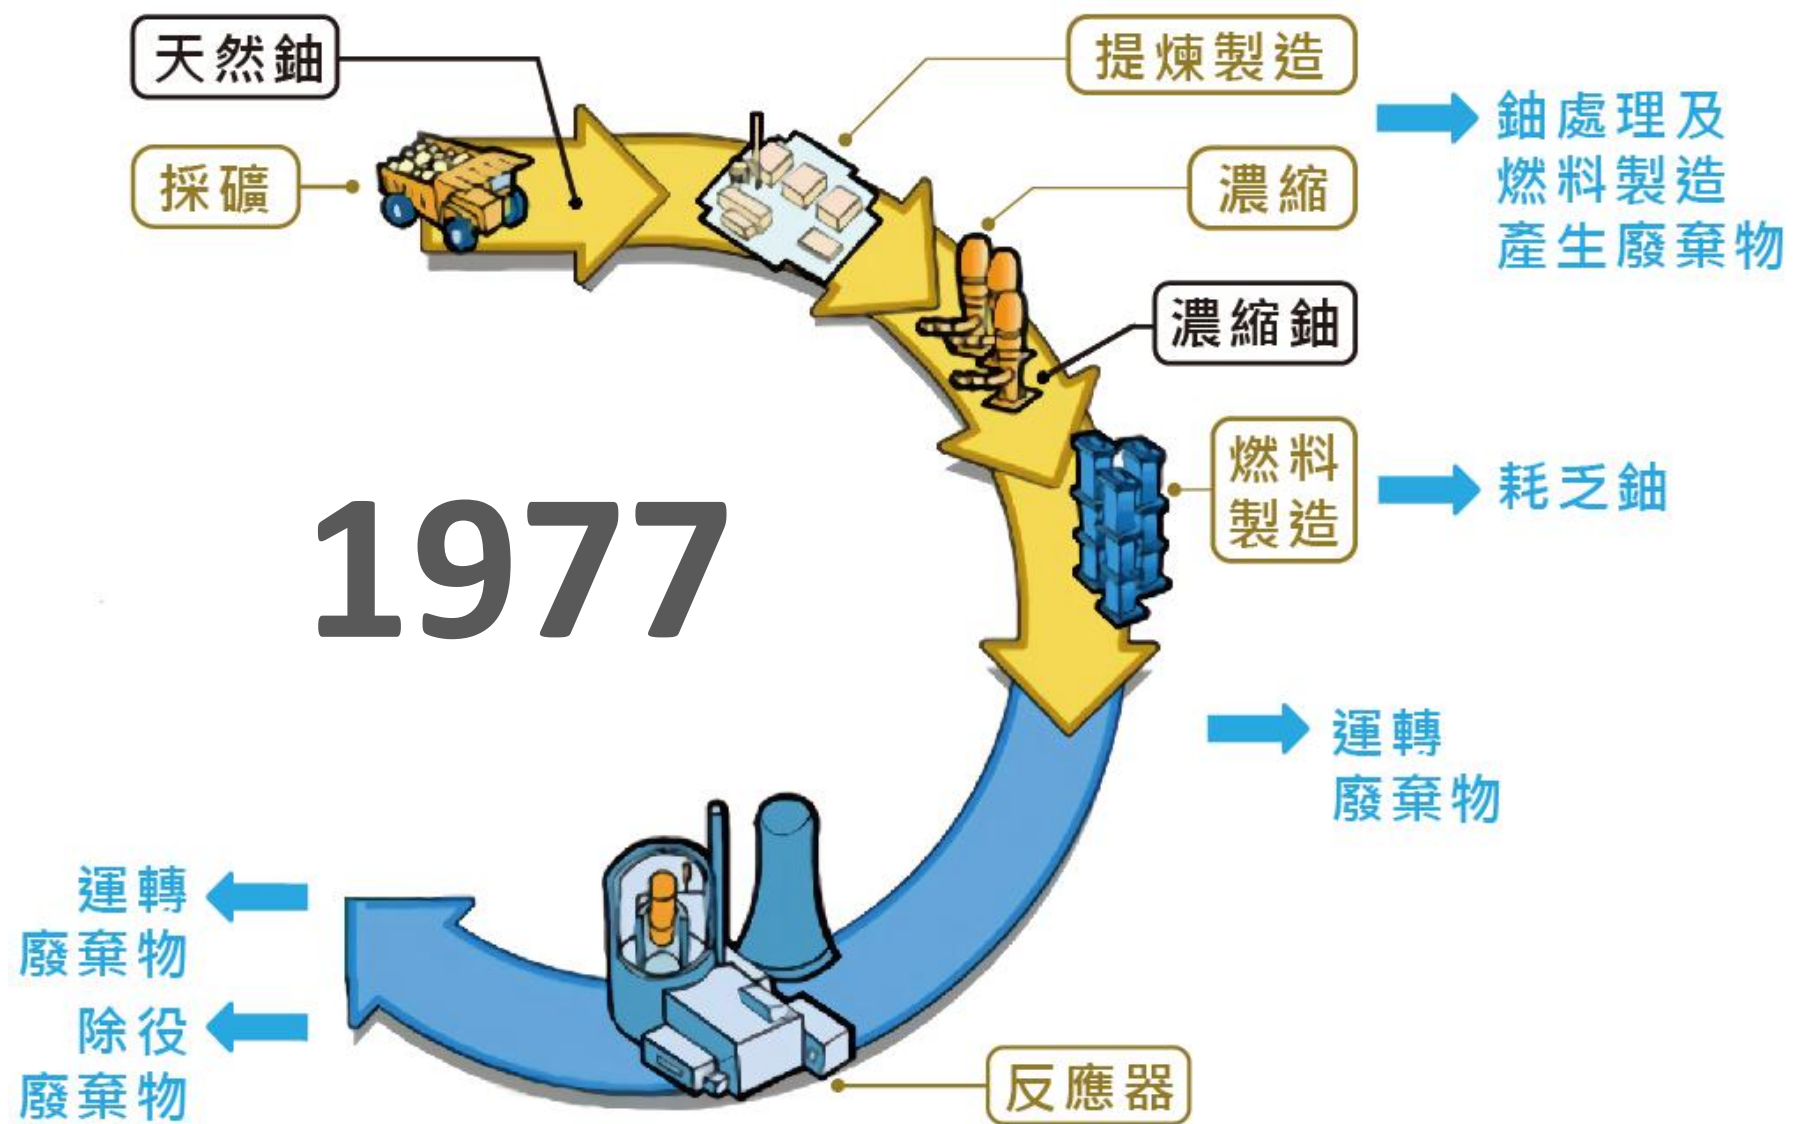 天然鈾
提煉製造
鈾處理及
燃料製造
產生廢棄物
採礦
濃縮
濃縮鈾
燃料
製造
耗乏鈾
1977
運轉
廢棄物
運轉
廢棄物
除役
廢棄物
反應器